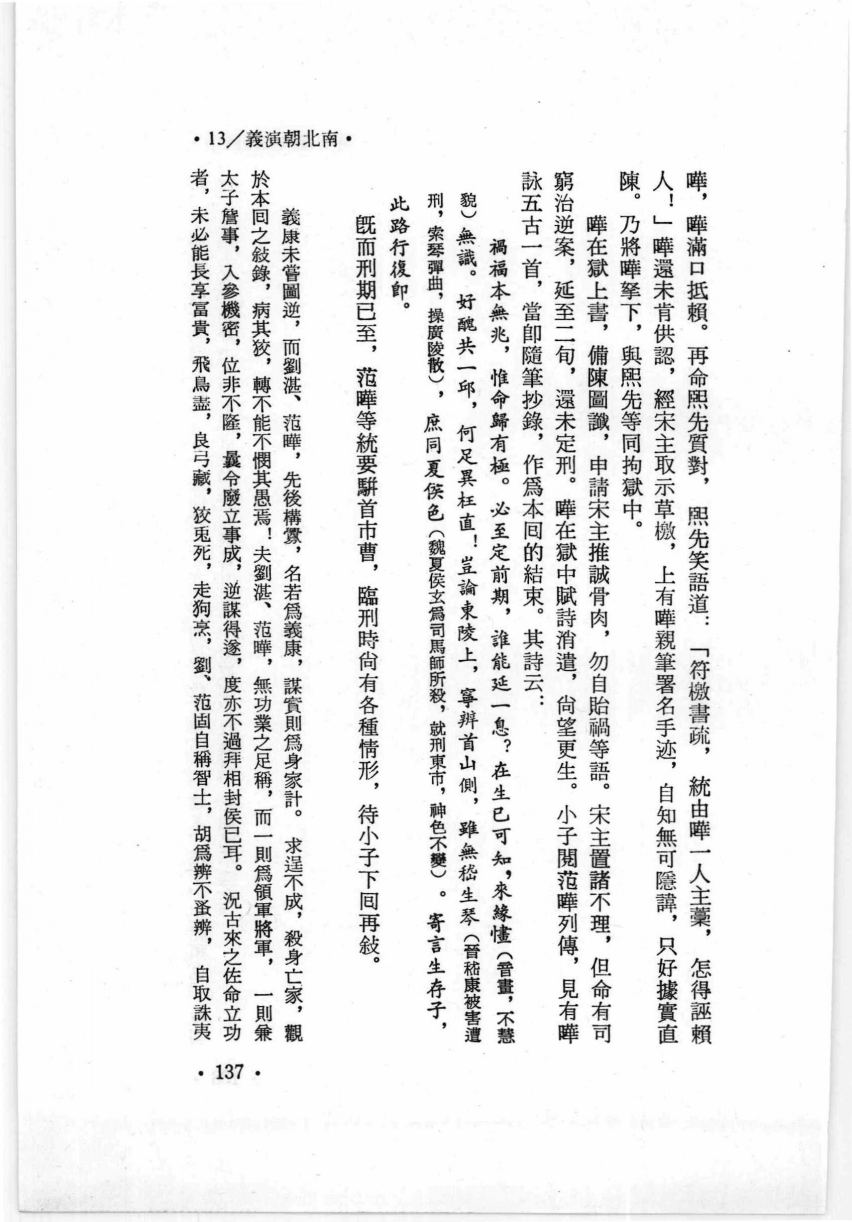 ·13/義演朝北南·
曄，曄滿口抵賴。再命熙先質對，熙先笑語道：「符檄書疏，統由曄一人主藁，怎得誣賴
人！」曄還未肯供認，經宋主取示草檄，上有曄親筆署名手迹，自知無可隱諱，只好據實直
陳。乃將曄拏下，與熙先等同拘獄中。
曄在獄上書，備陳圖讖，申請宋主推誠骨肉，勿自貽禍等語。宋主置諸不理，但命有司
窮治逆案，延至二旬，還未定刑。曄在獄中賦詩消遣，尙望更生。小子閱范曄列傳，見有曄
詠五古一首，當卽隨筆抄錄，作爲本回的結束。其詩云：
禍福本無兆，惟命歸有極。必至定前期，誰能延一息？在生已可知，來緣𢠵（音畫，不慧
貌）無識。好醜共一邱，何足異枉直！豈論東陵上，寧辨首山側，雖無嵇生琴（晉嵇康被害遭
刑，索琴彈曲，操廣陵散），庶同夏侯色（魏夏侯玄爲司馬師所殺，就刑東市，神色不變）。寄言生存子，
此路行復卽。
旣而刑期已至，范曄等統要駢首市曹，臨刑時尙有各種情形，待小子下回再敍。
義康未嘗圖逆，而劉湛、范曄，先後構釁，名若爲義康，謀實則爲身家計。求逞不成，殺身亡家，觀
於本回之敍錄，病其狡，轉不能不憫其愚焉！夫劉湛、范曄，無功業之足稱，而一則爲領軍將軍，一則兼
太子詹事，入參機密，位非不隆，曩令廢立事成，逆謀得遂，度亦不過拜相封侯已耳。況古來之佐命立功
者，未必能長享富貴，飛鳥盡，良弓藏，狡兎死，走狗烹，劉、范固自稱智士，胡爲辨不蚤辨，自取誅夷
·137·